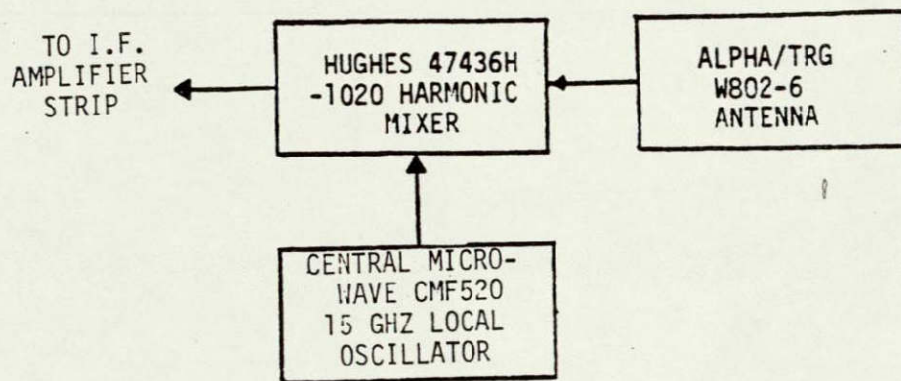 TO I.F.
AMPLIFIER
STRIP
HUGHES 47436H
-1020 HARMONIC
MIXER
ALPHA/TRG
W802-6
ANTENNA
CENTRAL MICRO-
WAVE CMF520
15 GHZ LOCAL
OSCILLATOR